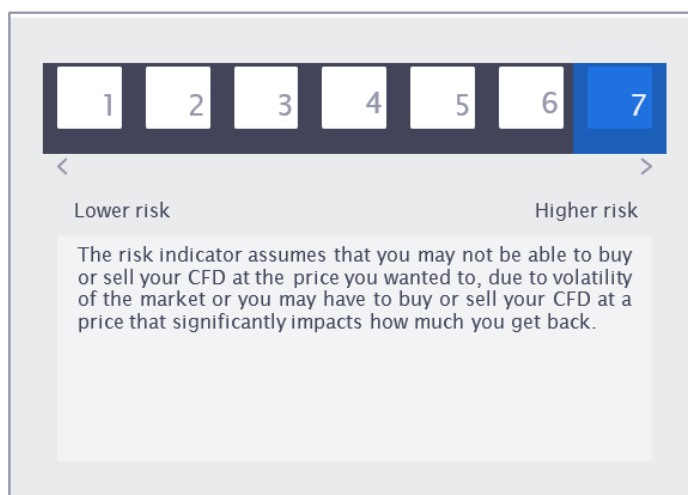 1 2 3 4 5 6 7
Lower risk Higher risk
The risk indicator assumes that you may not be able to buy
or sell your CFD at the price you wanted to, due to volatility
of the market or you may have to buy or sell your CFD at a
price that significantly impacts how much you get back.